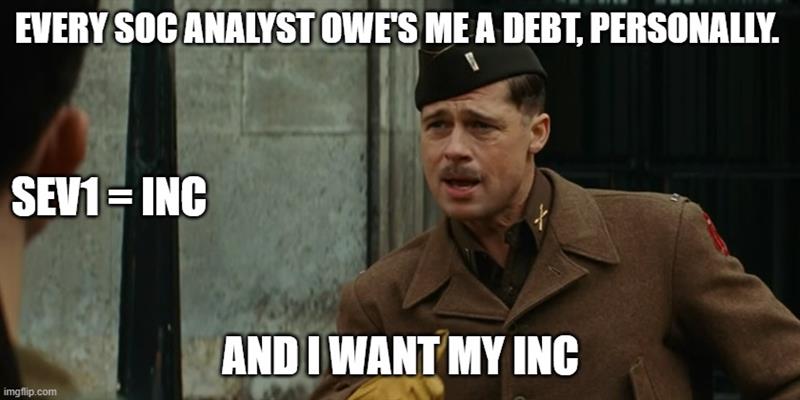 EVERY SOC ANALYST OWE'S ME A DEBT, PERSONALLY.
SEV1 = INC
AND I WANT MY INC
imgflip.com